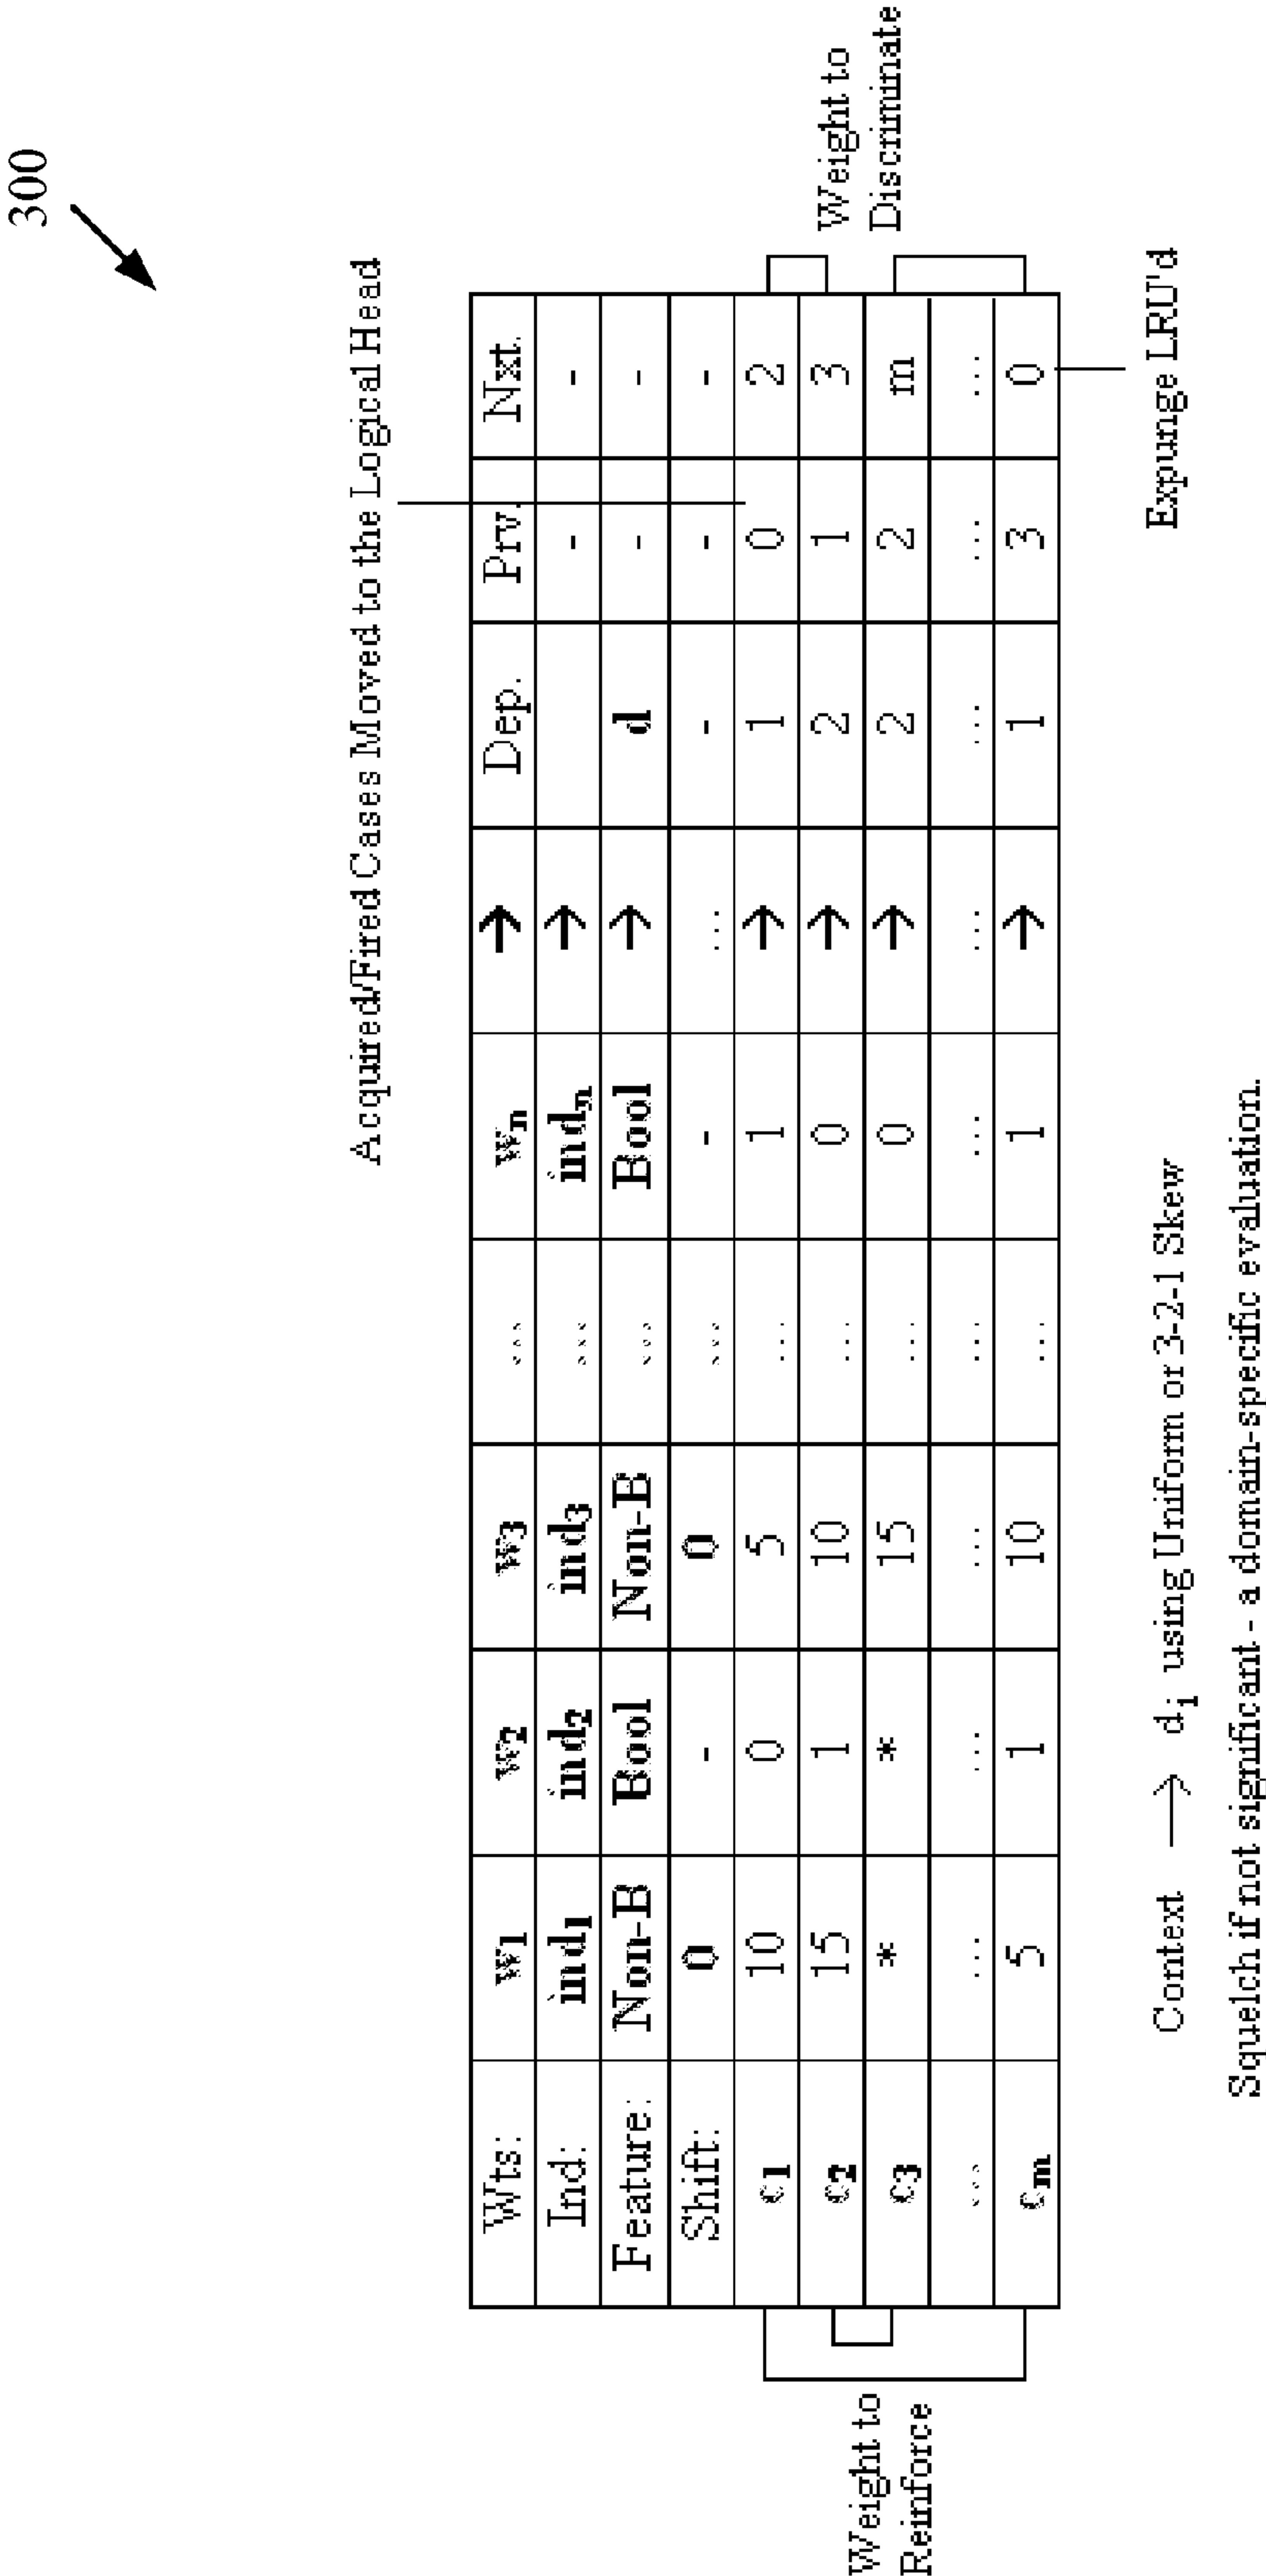 300
Acquired/Fired Cases Moved to the Logical Head
Wts: w1 w2 w3 ... wn → Dep. Prv. Nxt.
Ind: ind1 ind2 ind3 ... indn → - -
Feature: Non-B Bool Non-B ... Bool → d - -
Shift: 0 - 0 ... - ... - - -
c1 10 0 5 ... 1 → 1 0 2
c2 15 1 10 ... 0 → 2 1 3
c3 * * 15 ... 0 → 2 2 m
... ... ... ... ... ... ... ... ... ...
cm 5 1 10 ... 1 → 1 3 0
Weight to
Reinforce
Weight to
Discriminate
Expunge LRU'd
Context → di using Uniform or 3-2-1 Skew
Squelch if not significant - a domain-specific evaluation.